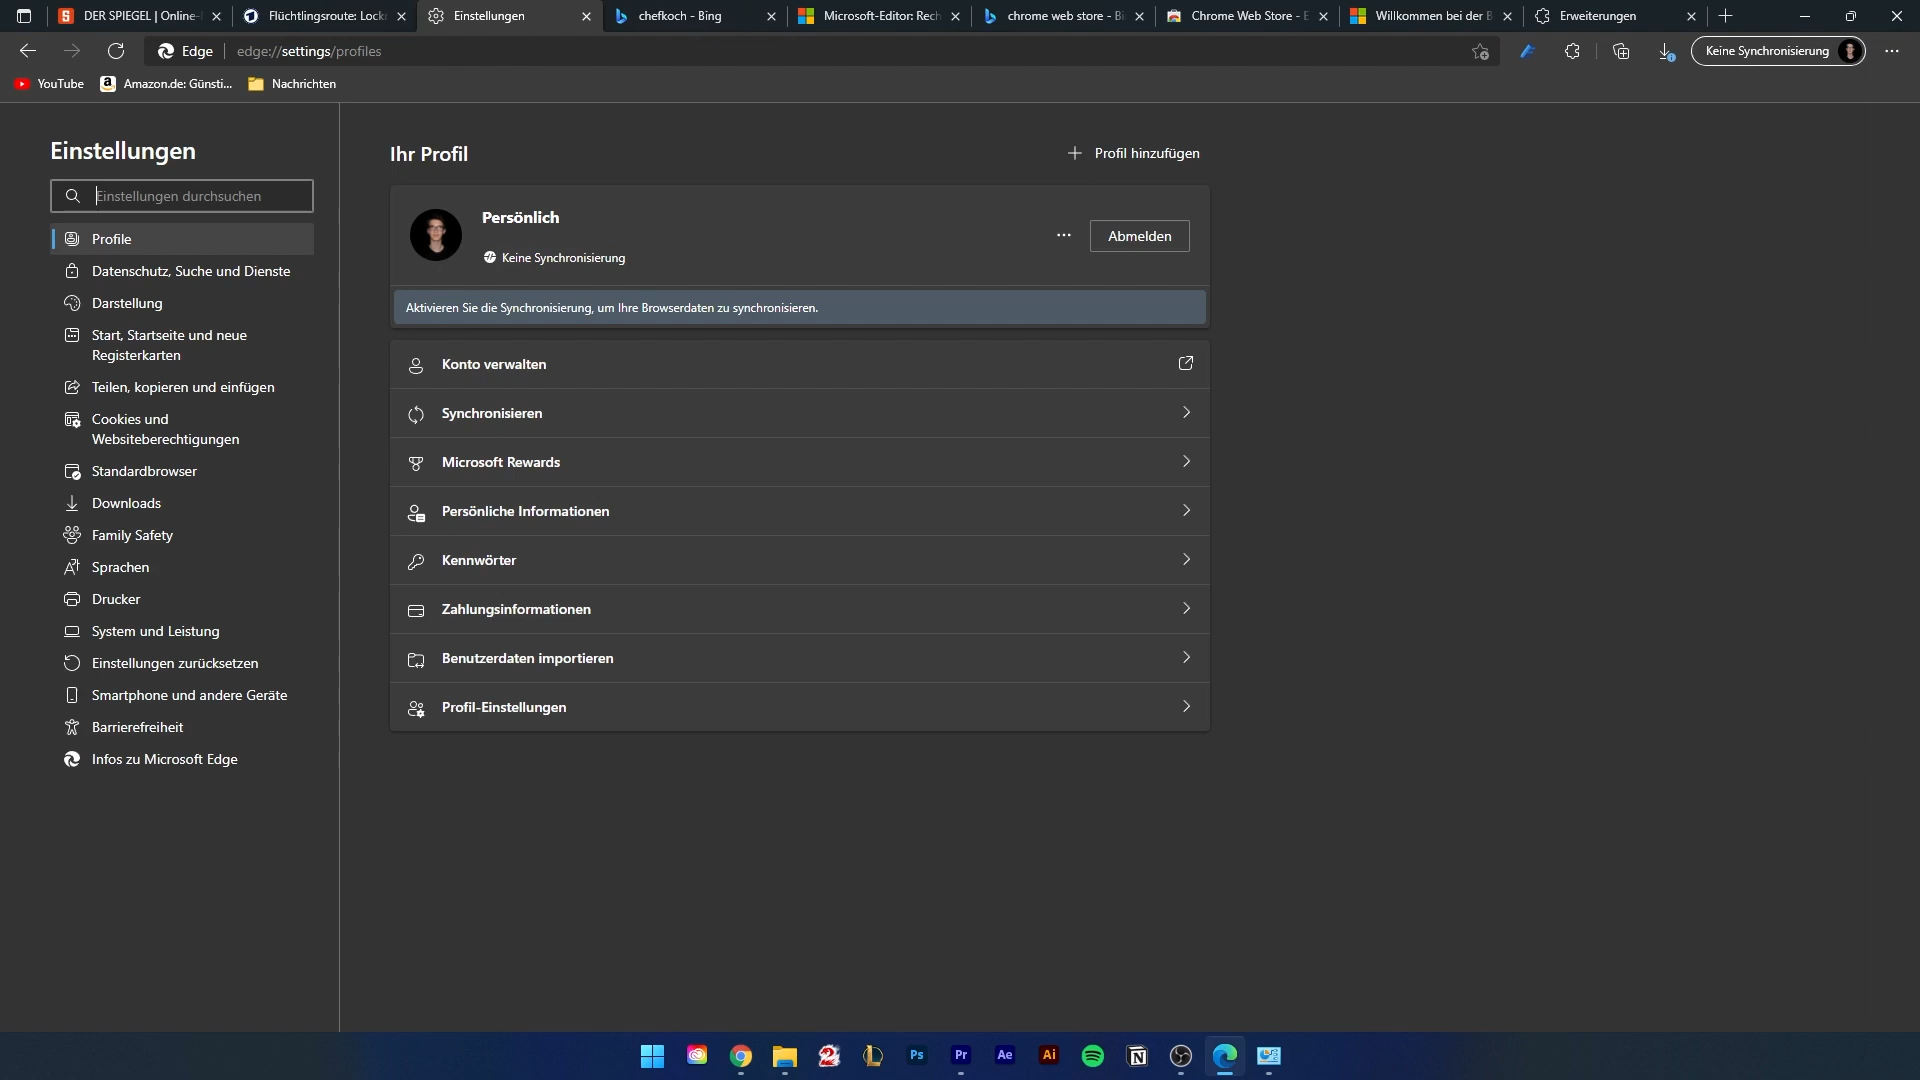 DER SPIEGEL | Online-
Flüchtlingsroute: Lock
Einstellungen
chefkoch - Bing
Microsoft-Editor: Rech
chrome web store - Bi
Chrome Web Store - E
Willkommen bei der B
Erweiterungen
Edge
edge://settings/profiles
Keine Synchronisierung
YouTube
Amazon.de: Günsti...
Nachrichten
Einstellungen
Einstellungen durchsuchen
Profile
Datenschutz, Suche und Dienste
Darstellung
Start, Startseite und neue
Registerkarten
Teilen, kopieren und einfügen
Cookies und
Websiteberechtigungen
Standardbrowser
Downloads
Family Safety
Sprachen
Drucker
System und Leistung
Einstellungen zurücksetzen
Smartphone und andere Geräte
Barrierefreiheit
Infos zu Microsoft Edge
Ihr Profil
Profil hinzufügen
Persönlich
Keine Synchronisierung
Abmelden
Aktivieren Sie die Synchronisierung, um Ihre Browserdaten zu synchronisieren.
Konto verwalten
Synchronisieren
Microsoft Rewards
Persönliche Informationen
Kennwörter
Zahlungsinformationen
Benutzerdaten importieren
Profil-Einstellungen
Ps
Pr
Ae
Ai